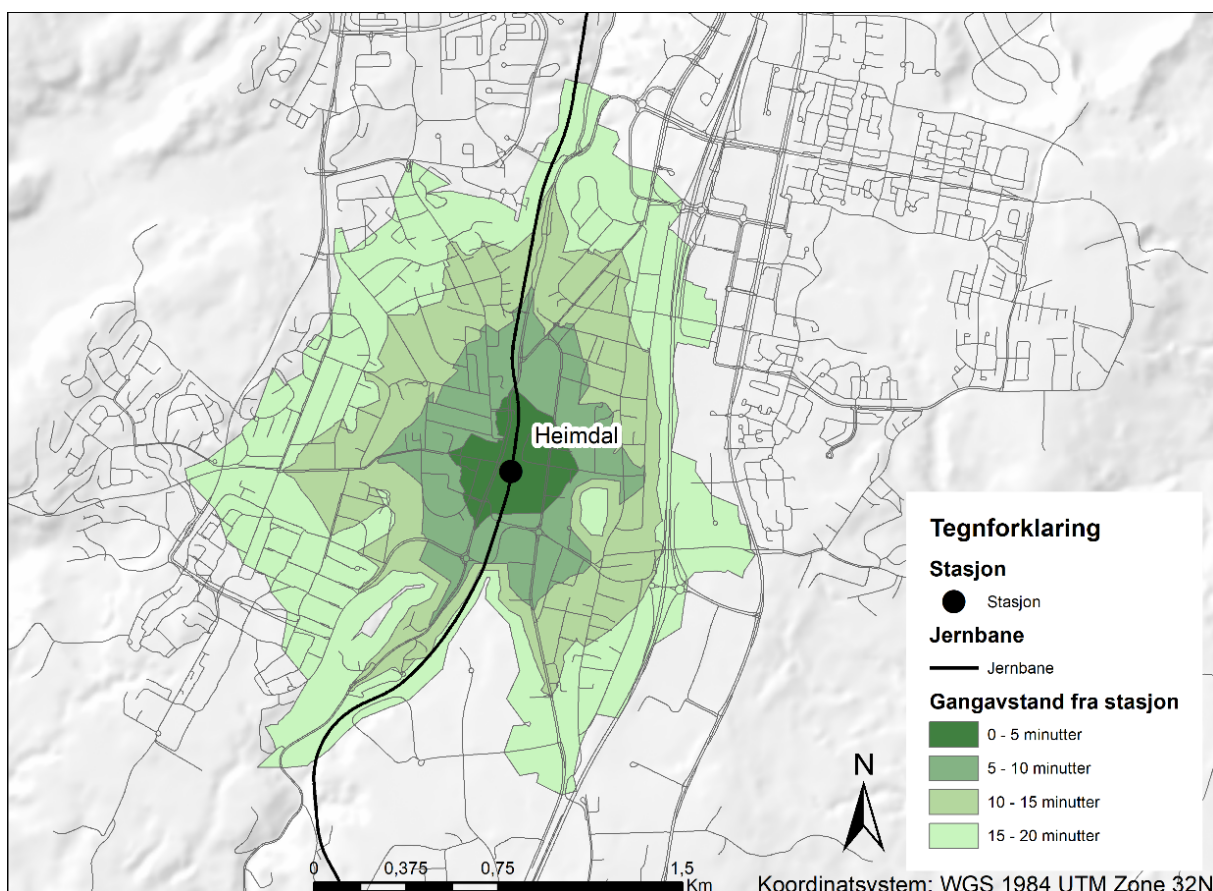 Heimdal
Tegnforklaring
Stasjon
Stasjon
Jernbane
Jernbane
Gangavstand fra stasjon
0 - 5 minutter
5 - 10 minutter
10 - 15 minutter
15 - 20 minutter
N
0 0,375 0,75 1,5
Km
Koordinatsystem: WGS 1984 UTM Zone 32N